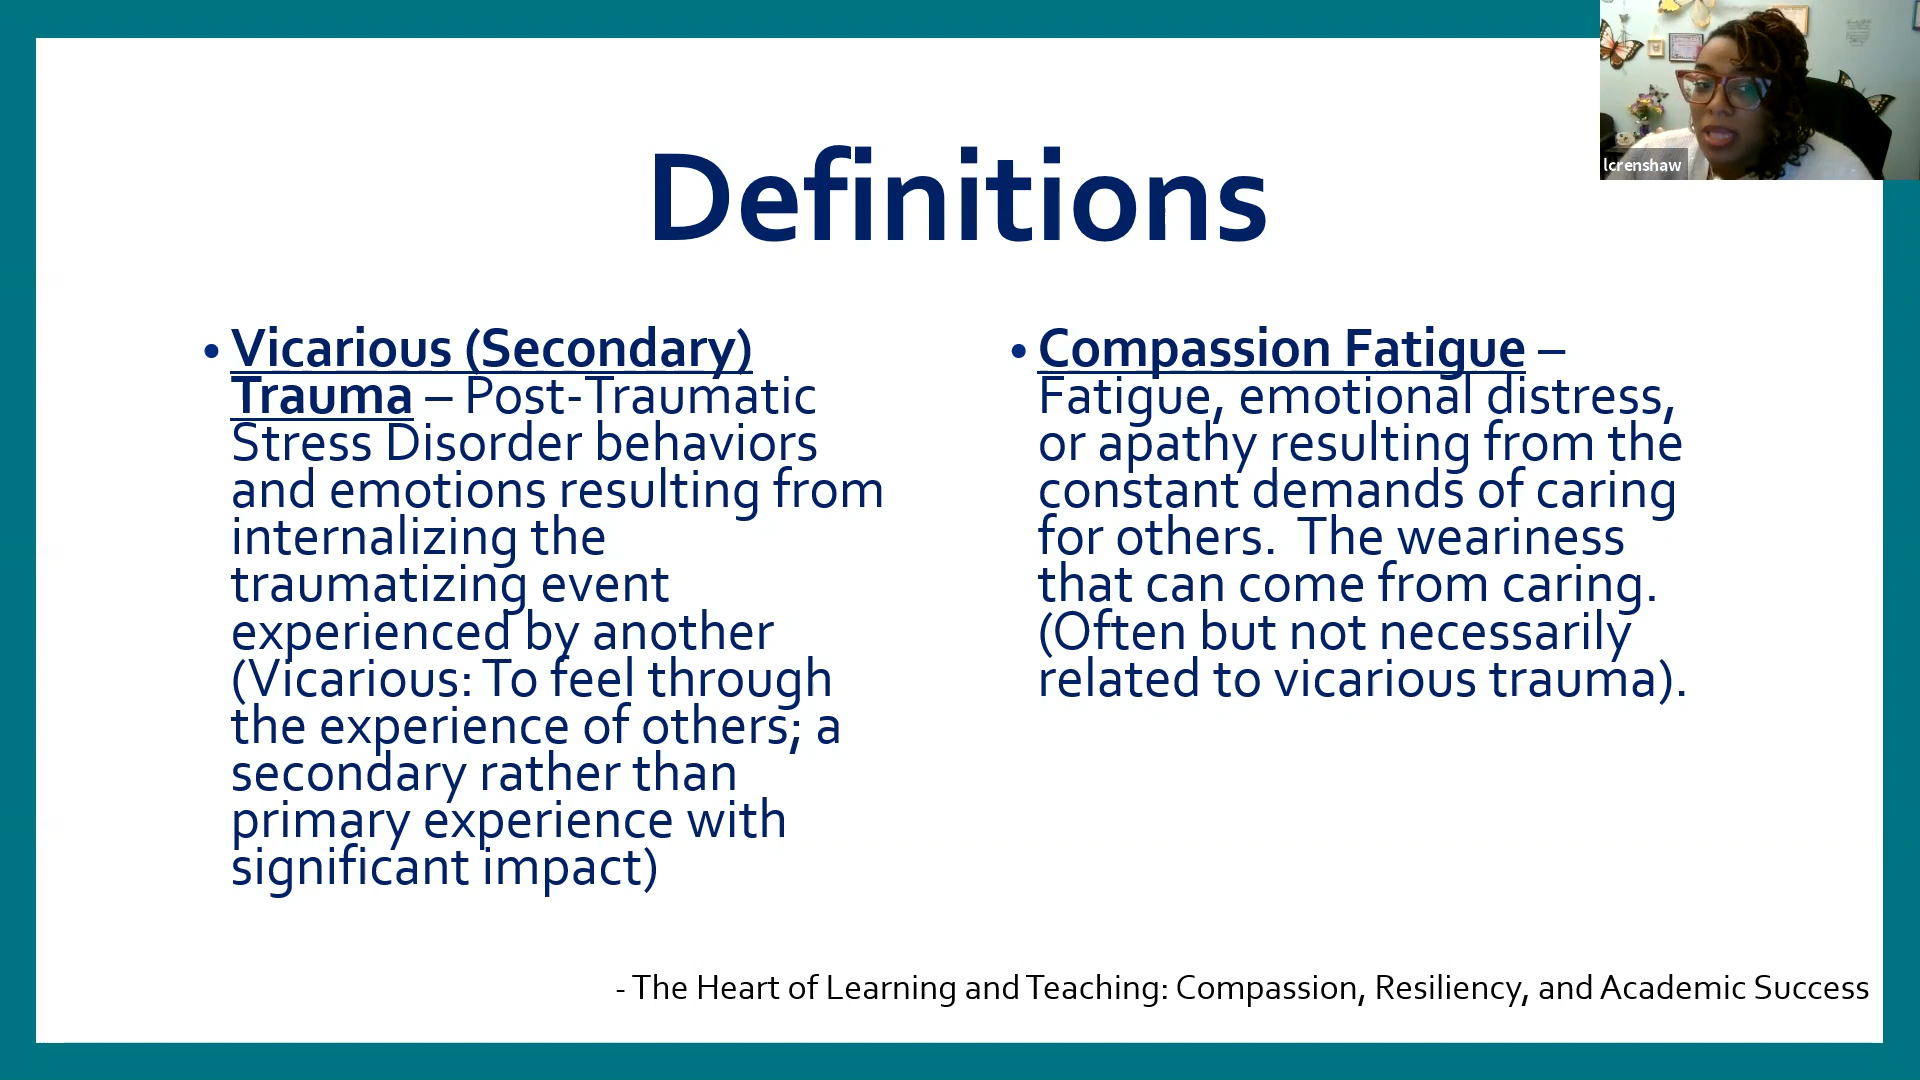 lcrenshaw
Definitions
• Vicarious (Secondary)
Trauma – Post-Traumatic
Stress Disorder behaviors
and emotions resulting from
internalizing the
traumatizing event
experienced by another
(Vicarious: To feel through
the experience of others; a
secondary rather than
primary experience with
significant impact)
• Compassion Fatigue –
Fatigue, emotional distress,
or apathy resulting from the
constant demands of caring
for others.  The weariness
that can come from caring.
(Often but not necessarily
related to vicarious trauma).
- The Heart of Learning and Teaching: Compassion, Resiliency, and Academic Success